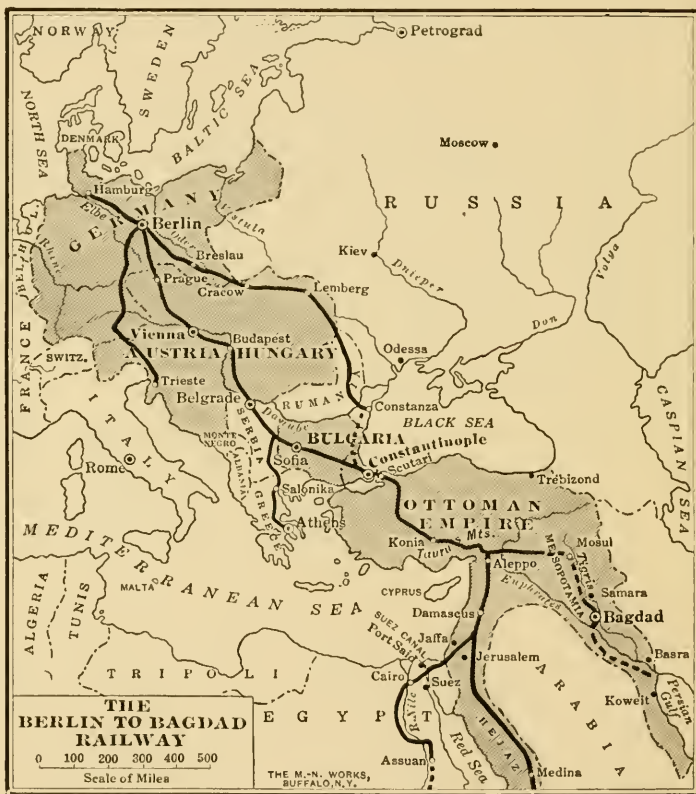 NORWAY
SWEDEN
Petrograd
NORTH SEA
DENMARK
BALTIC SEA
Moscow
RUSSIA
Hamburg
Elbe
GERMANY
Berlin
Oder
Vistula
Breslau
Rhine
BEL.
H'L.
Kiev
Dnieper
Volga
Don
Prague
Cracow
Lemberg
FRANCE
SWITZ.
Vienna
Budapest
AUSTRIA HUNGARY
Odessa
Trieste
Belgrade
RUMAN
Constanza
BLACK SEA
CASPIAN SEA
ITALY
Rome
MONTE
NEGRO
SERBIA
Danube
BULGARIA
Sofia
Constantinople
Scutari
ALBANIA
GREECE
Salonika
Athens
Trebizond
OTTOMAN
EMPIRE
Konia
Tauru
Mts.
Aleppo
MESOPOTAMIA
Mosul
Tigris
Samara
Euphrates
Bagdad
MEDITERRANEAN SEA
MALTA
CYPRUS
Damascus
SUEZ CANAL
Port Said
Jaffa
Jerusalem
Basra
Koweit
Persian
Gulf
ALGERIA
TUNIS
TRIPOLI
EGYPT
Cairo
Suez
R. Nile
Red Sea
HEJAZ
ARABIA
Assuan
Medina
THE
BERLIN TO BAGDAD
RAILWAY
0 100 200 300 400 500
Scale of Miles
THE M.-N. WORKS,
BUFFALO, N.Y.